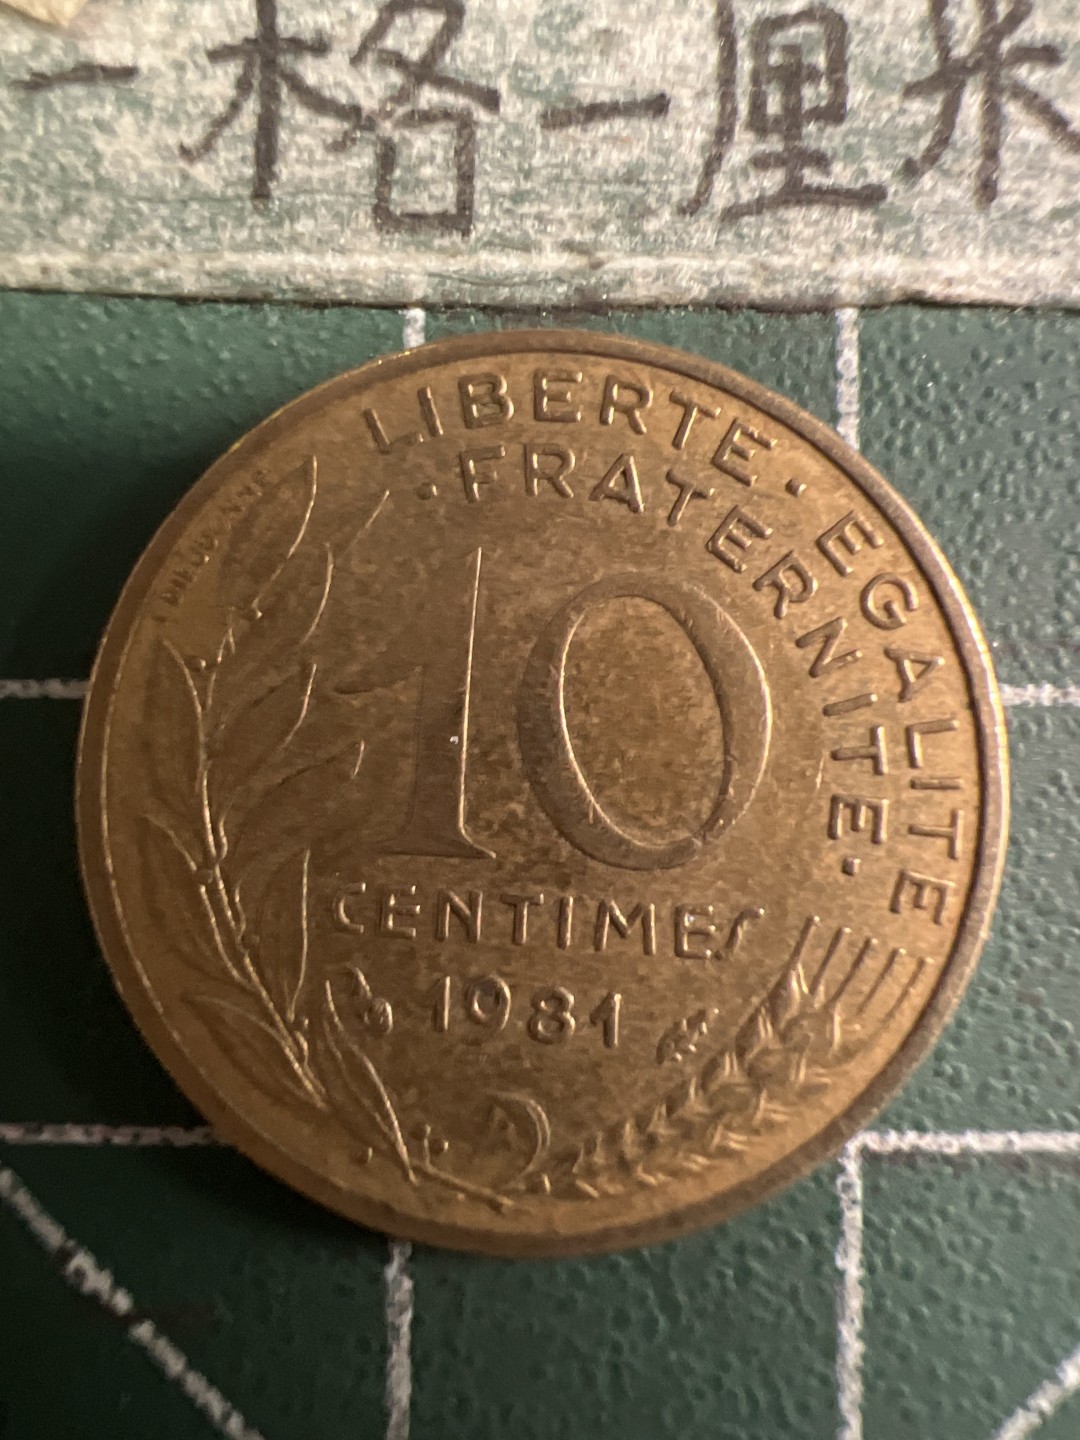 一格一厘米
LIBERTE · EGALITE
· FRATERNITE ·
10
CENTIMES
1981